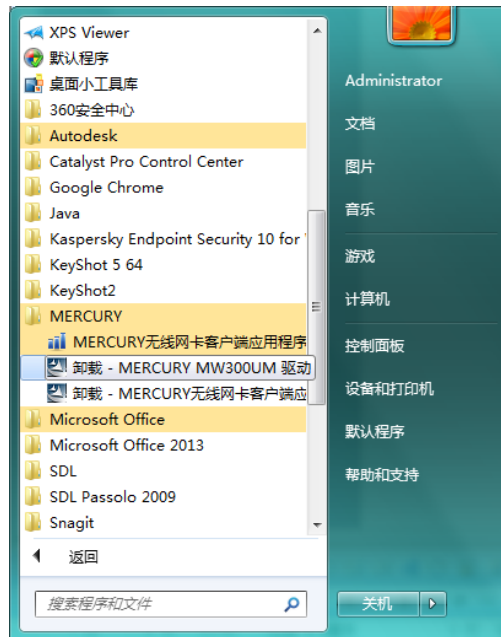 XPS Viewer
默认程序
桌面小工具库
360安全中心
Autodesk
Catalyst Pro Control Center
Google Chrome
Java
Kaspersky Endpoint Security 10 for
KeyShot 5 64
KeyShot2
MERCURY
MERCURY无线网卡客户端应用程序
卸载 - MERCURY MW300UM 驱动
卸载 - MERCURY无线网卡客户端应
Microsoft Office
Microsoft Office 2013
SDL
SDL Passolo 2009
Snagit
返回
搜索程序和文件
Administrator
文档
图片
音乐
游戏
计算机
控制面板
设备和打印机
默认程序
帮助和支持
关机